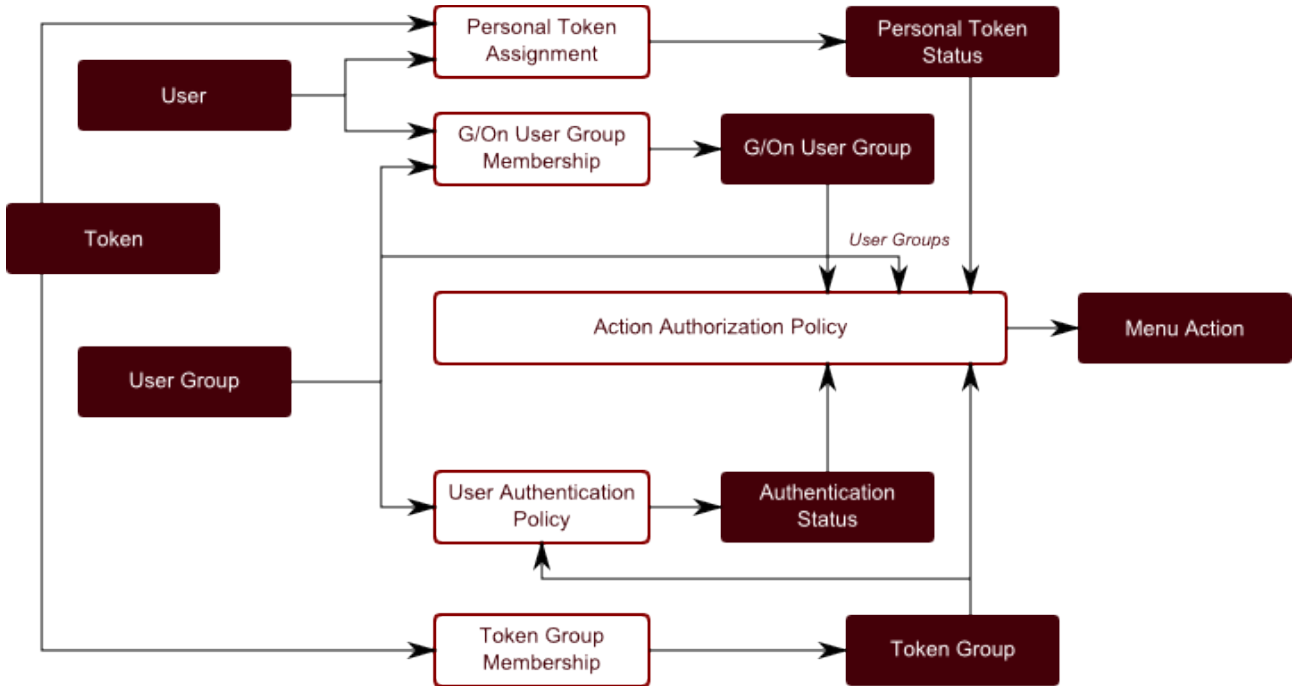 Personal Token
Assignment
Personal Token
Status
User
G/On User Group
Membership
G/On User Group
Token
User Groups
Action Authorization Policy
Menu Action
User Group
User Authentication
Policy
Authentication
Status
Token Group
Membership
Token Group